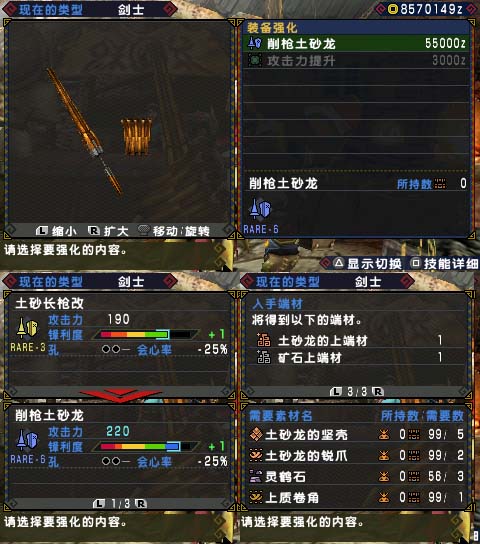 现在的类型 剑士
缩小 扩大 移动/旋转
请选择要强化的内容。
8570149z
装备强化
削枪土砂龙 55000z
攻击力提升 3000z
削枪土砂龙 所持数 0
RARE-6
显示切换 技能详细
现在的类型 剑士
土砂长枪改
攻击力 190
锋利度 +1
RARE-3 孔 会心率 -25%
削枪土砂龙
攻击力 220
锋利度 +1
RARE-6 孔 会心率 -25%
L 1/3 R
请选择要强化的内容。
现在的类型 剑士
入手端材
将得到以下的端材。
土砂龙的上端材 1
矿石上端材 1
L 3/3 R
需要素材名 所持数/需要数
土砂龙的坚壳 0 99/ 5
土砂龙的锐爪 0 99/ 2
灵鹤石 0 56/ 3
上质卷角 0 99/ 1
请选择要强化的内容。